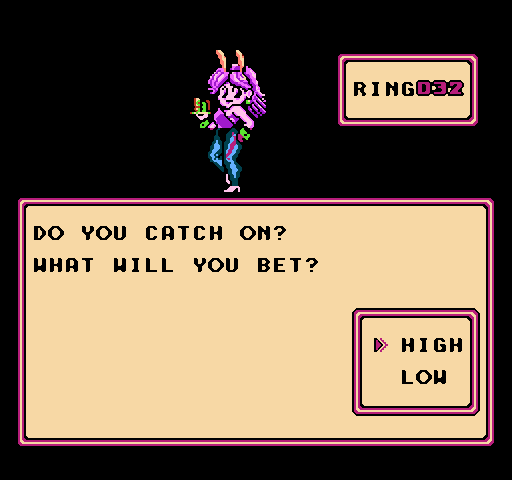 RING032
DO YOU CATCH ON?
WHAT WILL YOU BET?
HIGH
LOW